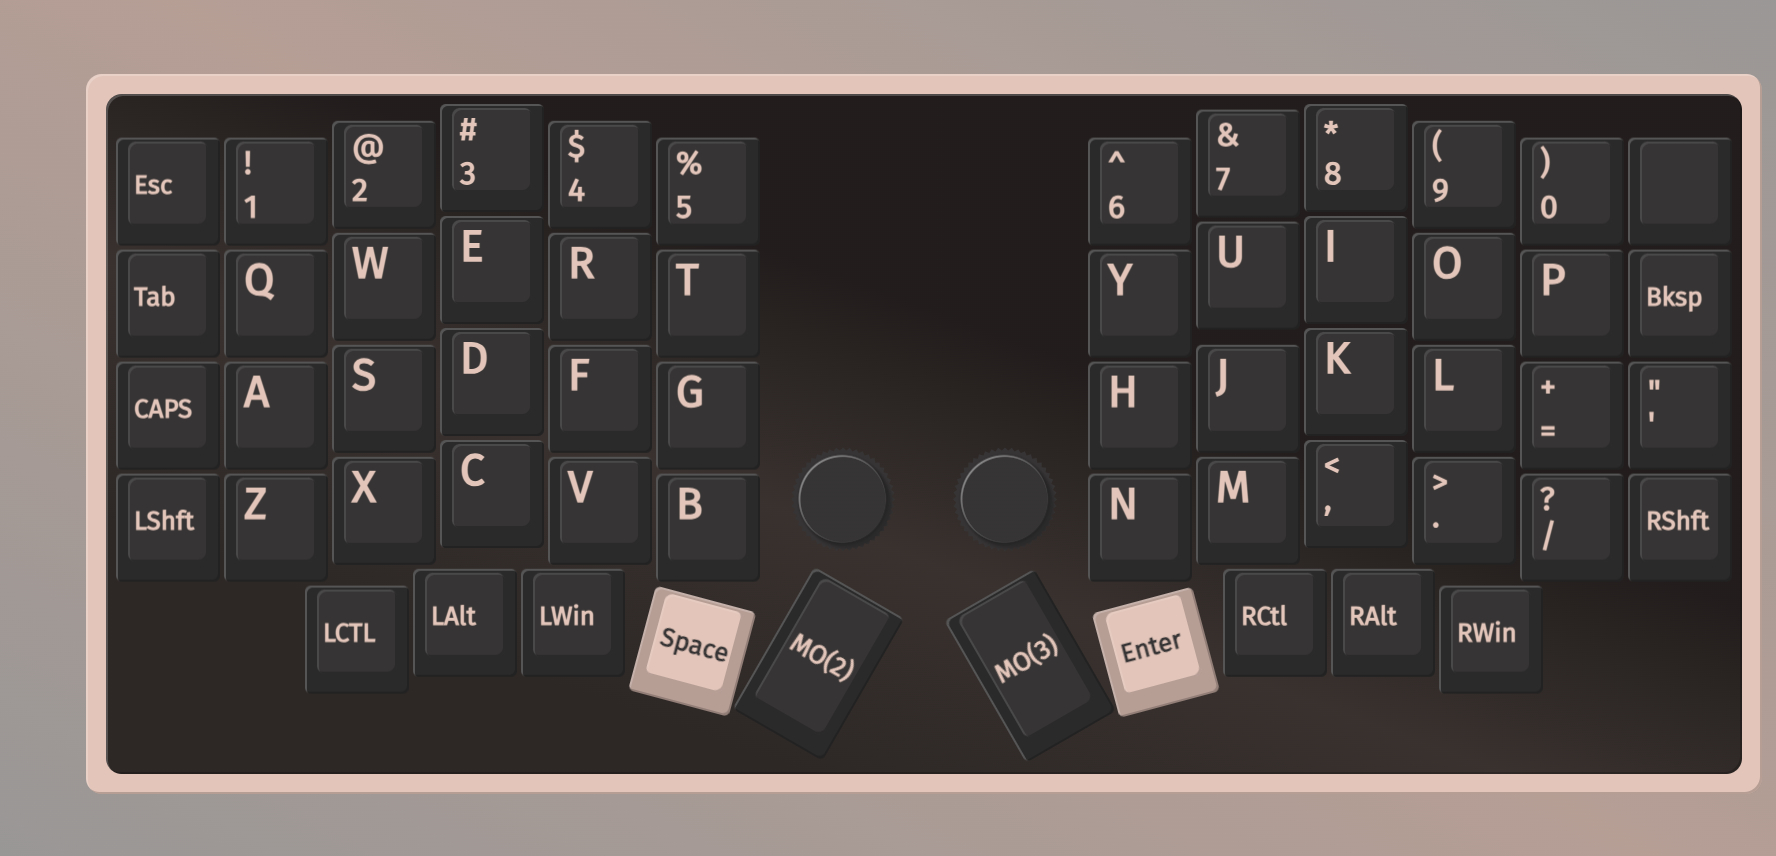 Esc ! 1 @ 2 # 3 $ 4 % 5 ^ 6 & 7 * 8 ( 9 ) 0
Tab Q W E R T Y U I O P Bksp
CAPS A S D F G H J K L + = " '
LShft Z X C V B N M < , > . ? / RShft
LCTL LAlt LWin Space MO(2) MO(3) Enter RCtl RAlt RWin